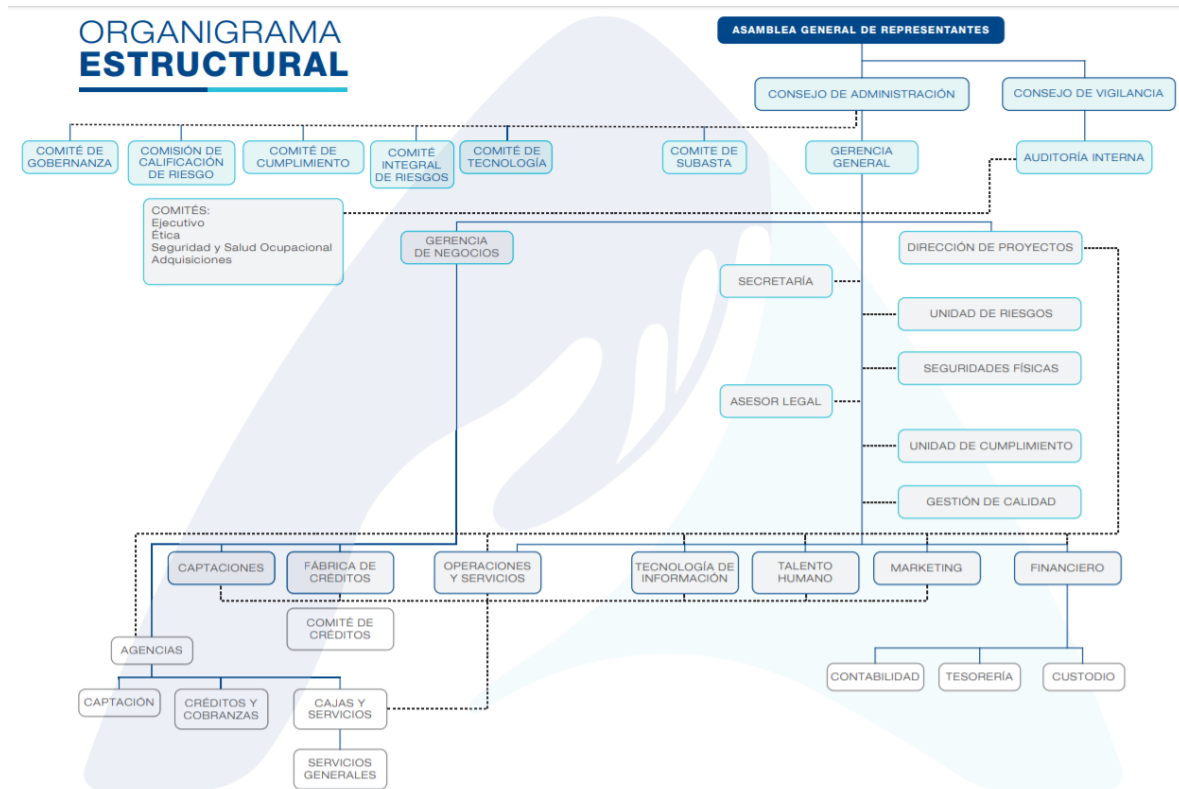 ORGANIGRAMA
ESTRUCTURAL
ASAMBLEA GENERAL DE REPRESENTANTES
CONSEJO DE ADMINISTRACIÓN
CONSEJO DE VIGILANCIA
COMITÉ DE
GOBERNANZA
COMISIÓN DE
CALIFICACIÓN
DE RIESGO
COMITÉ DE
CUMPLIMIENTO
COMITÉ
INTEGRAL
DE RIESGOS
COMITÉ DE
TECNOLOGÍA
COMITE DE
SUBASTA
GERENCIA
GENERAL
AUDITORÍA INTERNA
COMITÉS:
Ejecutivo
Ética
Seguridad y Salud Ocupacional
Adquisiciones
GERENCIA
DE NEGOCIOS
DIRECCIÓN DE PROYECTOS
SECRETARÍA
UNIDAD DE RIESGOS
SEGURIDADES FÍSICAS
ASESOR LEGAL
UNIDAD DE CUMPLIMIENTO
GESTIÓN DE CALIDAD
CAPTACIONES
FÁBRICA DE
CRÉDITOS
OPERACIONES
Y SERVICIOS
TECNOLOGÍA DE
INFORMACIÓN
TALENTO
HUMANO
MARKETING
FINANCIERO
COMITÉ DE
CRÉDITOS
AGENCIAS
CONTABILIDAD
TESORERÍA
CUSTODIO
CAPTACIÓN
CRÉDITOS Y
COBRANZAS
CAJAS Y
SERVICIOS
SERVICIOS
GENERALES